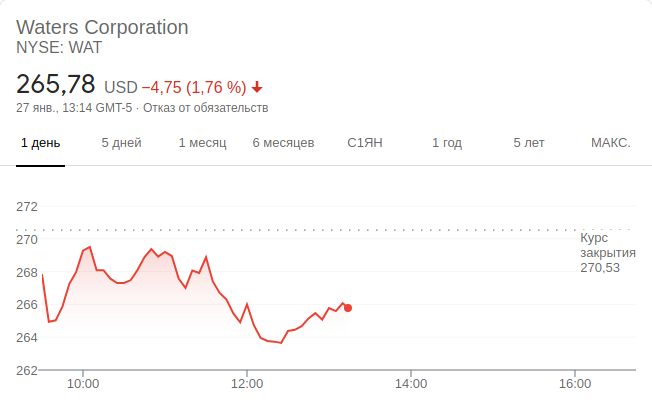 Waters Corporation
NYSE: WAT
265,78 USD −4,75 (1,76 %)
27 янв., 13:14 GMT-5 · Отказ от обязательств
1 день 5 дней 1 месяц 6 месяцев С1ЯН 1 год 5 лет МАКС.
272
270
268
266
264
262
Курс
закрытия
270,53
10:00 12:00 14:00 16:00